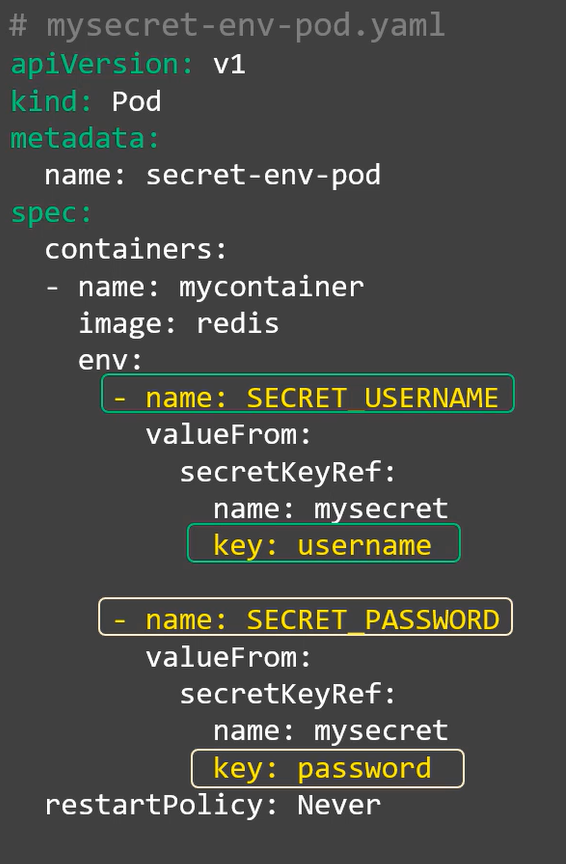 # mysecret-env-pod.yaml
apiVersion: v1
kind: Pod
metadata:
  name: secret-env-pod
spec:
  containers:
  - name: mycontainer
    image: redis
    env:
      - name: SECRET_USERNAME
        valueFrom:
          secretKeyRef:
            name: mysecret
            key: username

      - name: SECRET_PASSWORD
        valueFrom:
          secretKeyRef:
            name: mysecret
            key: password
  restartPolicy: Never